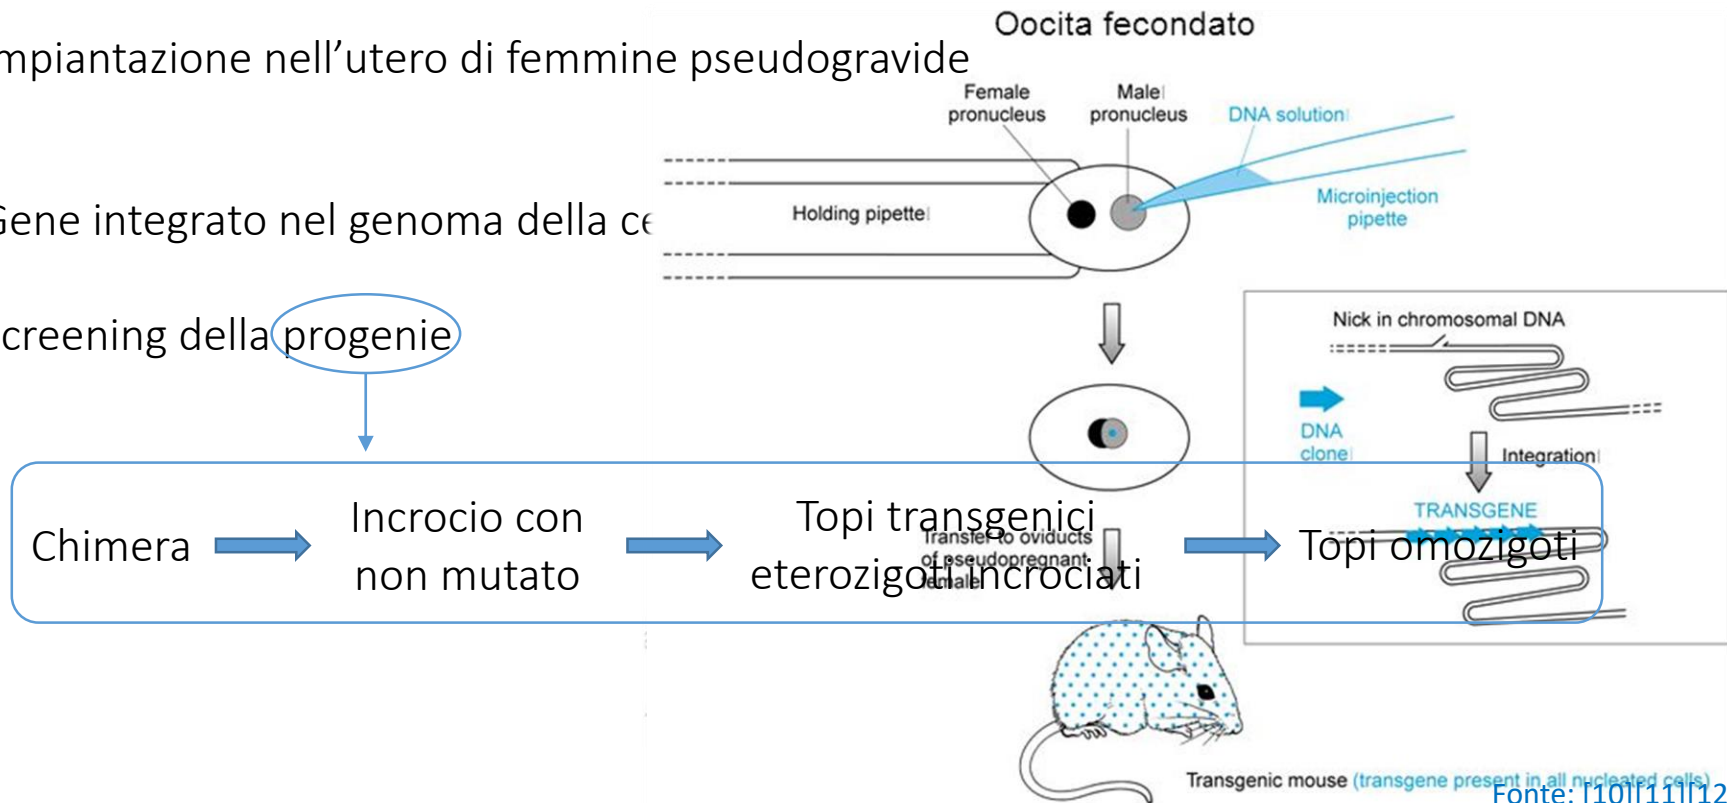 Oocita fecondato
mpiantazione nell’utero di femmine pseudogravide
Female
pronucleus
Male
pronucleus
DNA solution
Microinjection
pipette
Holding pipette
Gene integrato nel genoma della ce
creening della progenie
Nick in chromosomal DNA
DNA
clone
Integration
TRANSGENE
Chimera
Incrocio con
non mutato
Topi transgenici
eterozigoti incrociati
Transfer to oviducts
of pseudopregnant
female
Topi omozigoti
Transgenic mouse (transgene present in all nucleated cells)
Fonte: [10][11][12